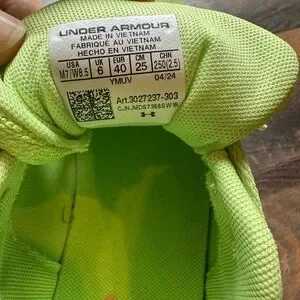 UNDER ARMOUR
MADE IN VIETNAM
FABRIQUÉ AU VIETNAM
HECHO EN VIETNAM
USA UK EUR CM CHN
M7/W8.5 6 40 25 250(2.5)
YMUV 04/24
Art.3027237-303